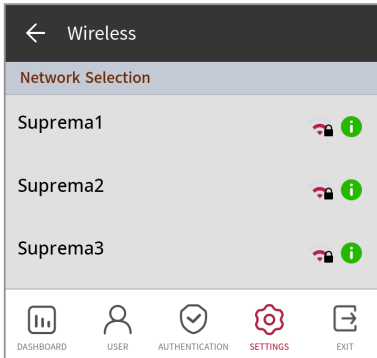 Wireless
Network Selection
Suprema1
Suprema2
Suprema3
DASHBOARD USER AUTHENTICATION SETTINGS EXIT